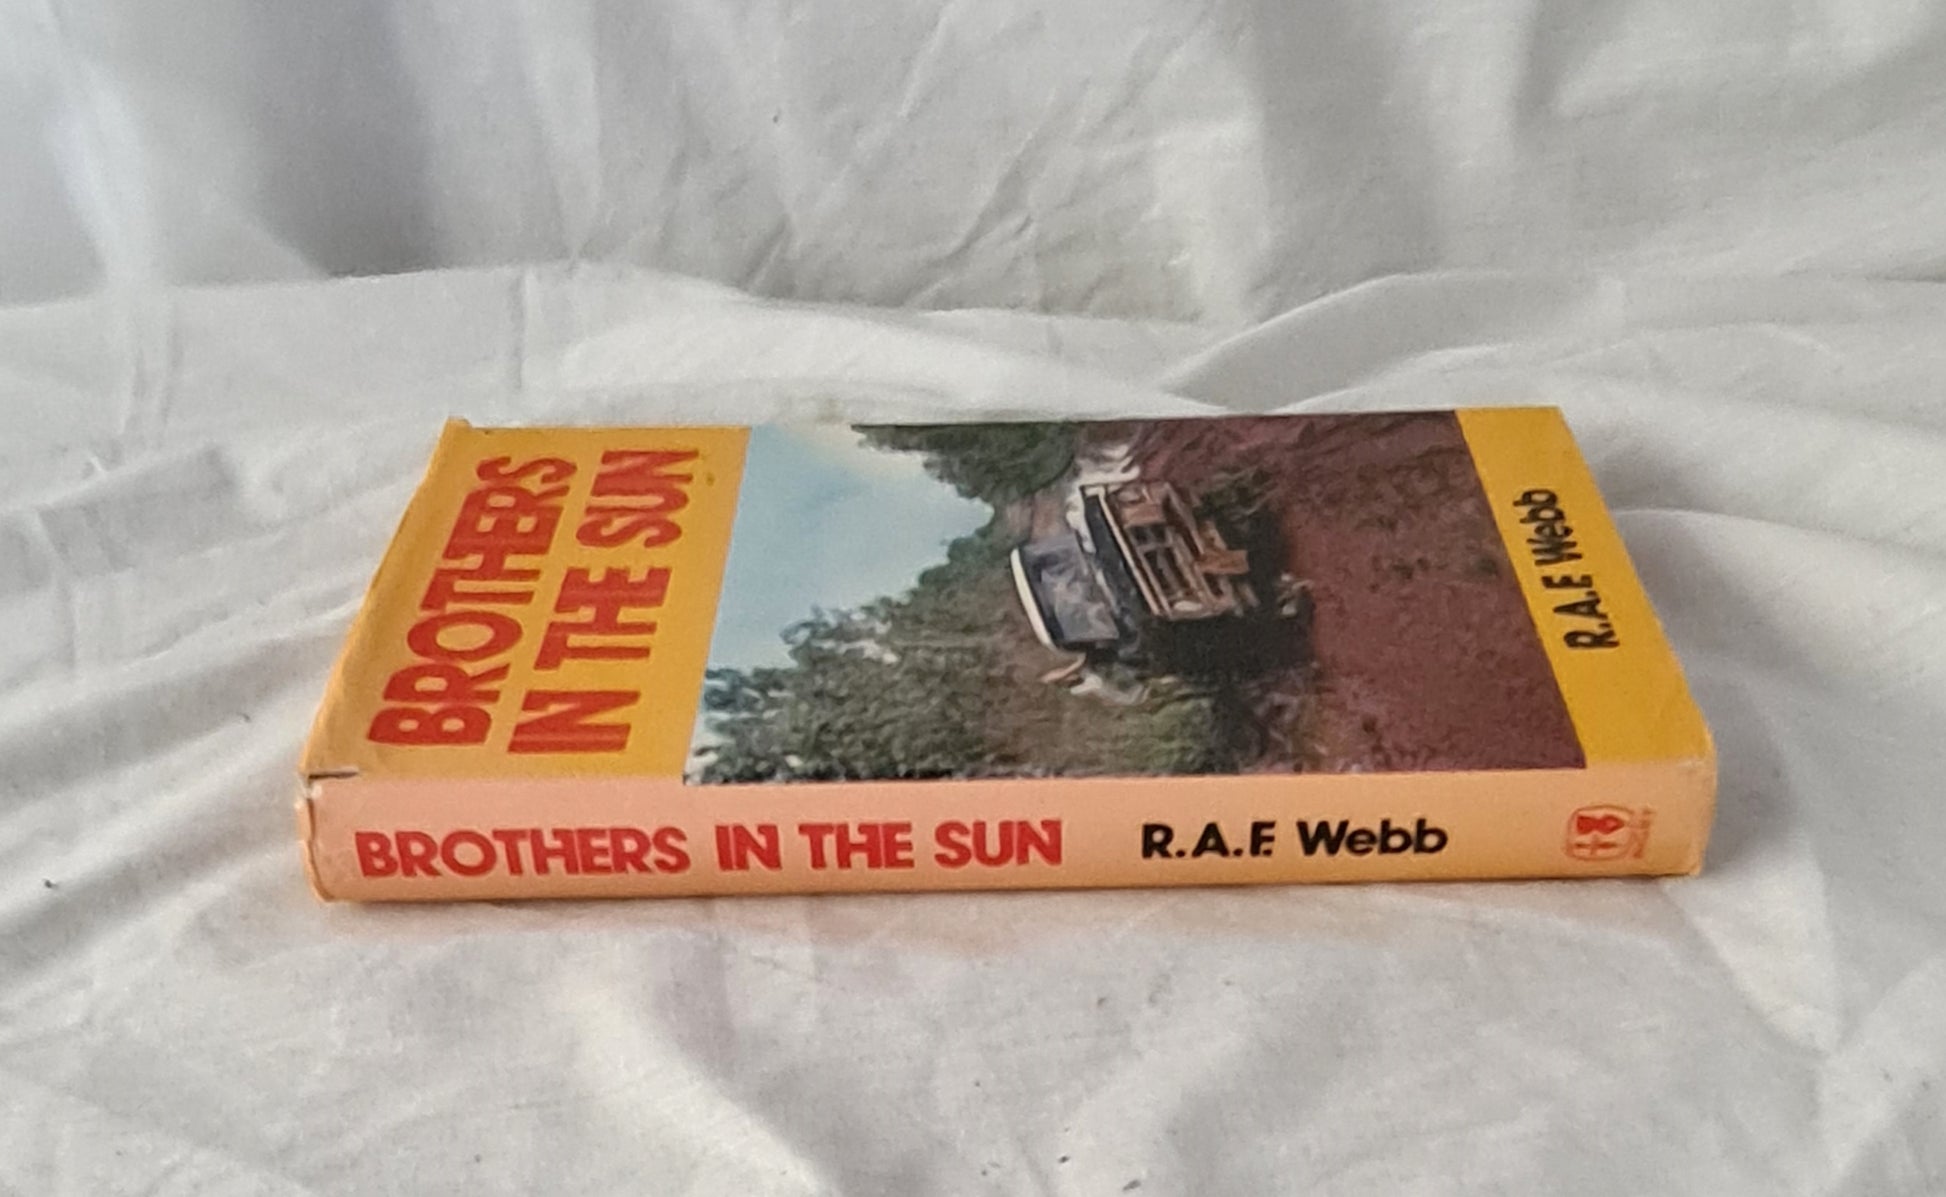 BROTHERS
IN THE SUN
R.A.F. Webb
BROTHERS IN THE SUN R.A.F. Webb